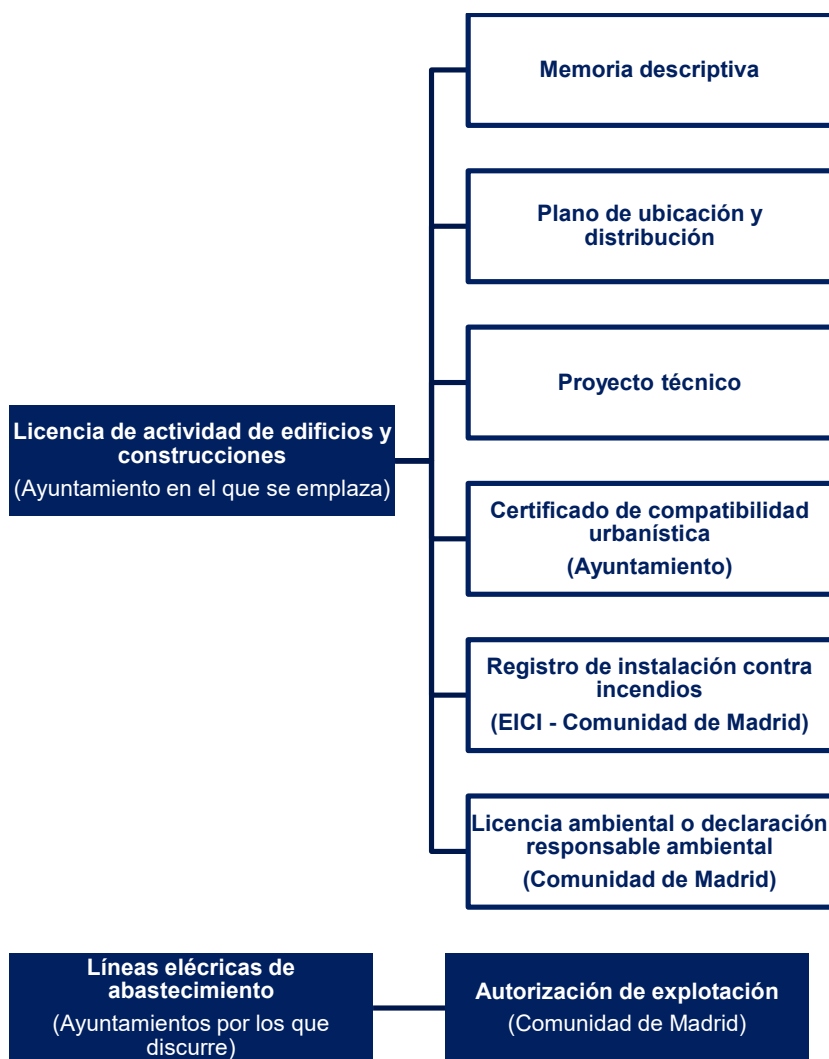 Memoria descriptiva
Plano de ubicación y
distribución
Proyecto técnico
Licencia de actividad de edificios y
construcciones
(Ayuntamiento en el que se emplaza)
Certificado de compatibilidad
urbanística
(Ayuntamiento)
Registro de instalación contra
incendios
(EICI - Comunidad de Madrid)
Licencia ambiental o declaración
responsable ambiental
(Comunidad de Madrid)
Líneas elécricas de
abastecimiento
(Ayuntamientos por los que
discurre)
Autorización de explotación
(Comunidad de Madrid)